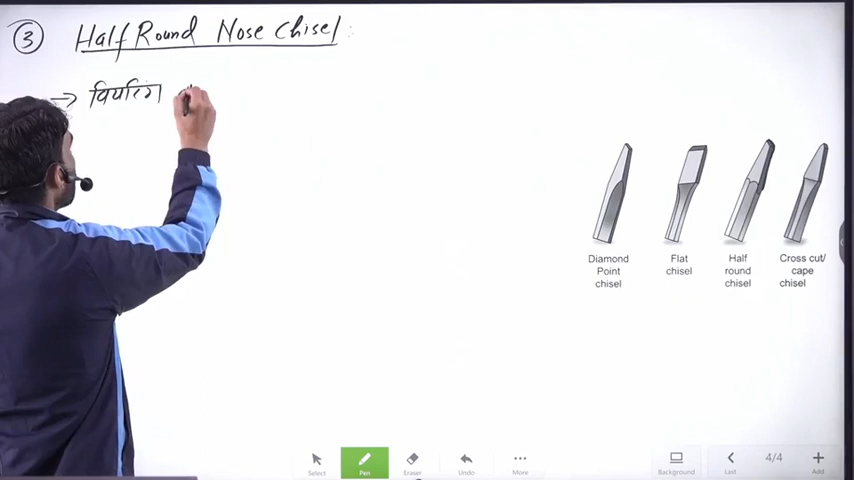 ③ Half Round Nose Chisel :
→ वियरिंग
Diamond Point chisel
Flat chisel
Half round chisel
Cross cut/ cape chisel
Select
Pen
Eraser
Undo
More
Background
Last
4/4
Add